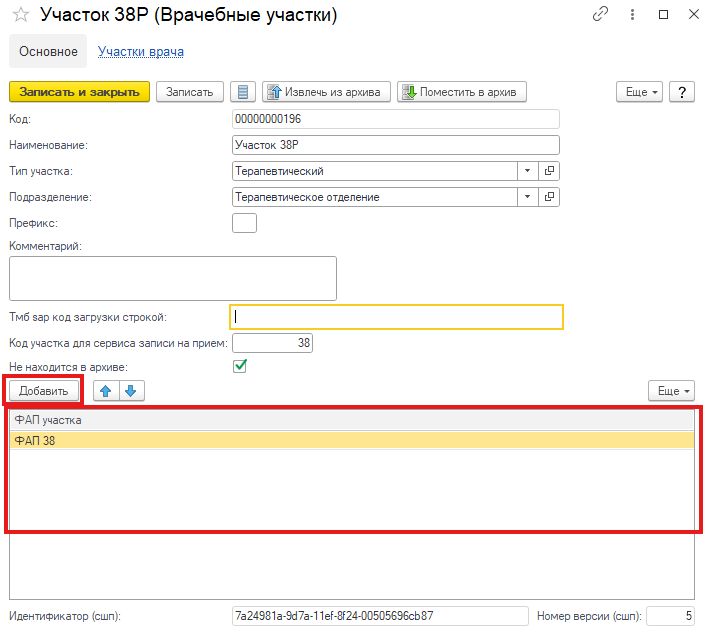 Участок 38Р (Врачебные участки)
Основное Участки врача
Записать и закрыть Записать Извлечь из архива Поместить в архив Еще ?
Код: 00000000196
Наименование: Участок 38Р
Тип участка: Терапевтический
Подразделение: Терапевтическое отделение
Префикс:
Комментарий:
Тмб sap код загрузки строкой:
Код участка для сервиса записи на прием: 38
Не находится в архиве:
Добавить Еще
ФАП участка
ФАП 38
Идентификатор (сшп): 7a24981a-9d7a-11ef-8f24-00505696cb87 Номер версии (сшп): 5